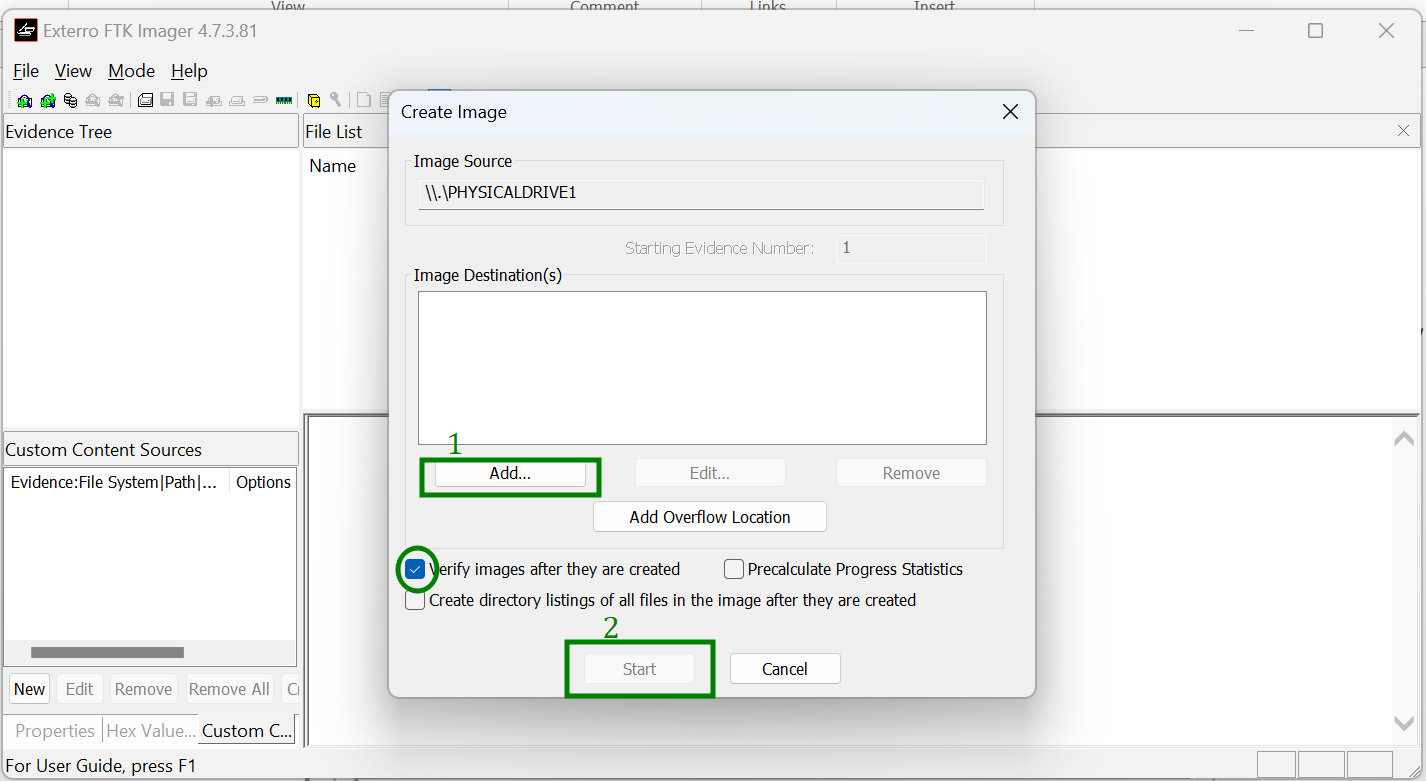 View Comment Links Insert
Exterro FTK Imager 4.7.3.81
File View Mode Help
Evidence Tree
File List
Name
Create Image
Image Source
\\.\PHYSICALDRIVE1
Starting Evidence Number: 1
Image Destination(s)
1
Add... Edit... Remove
Add Overflow Location
Verify images after they are created
Precalculate Progress Statistics
Create directory listings of all files in the image after they are created
2
Start Cancel
Custom Content Sources
Evidence:File System|Path|... Options
New Edit Remove Remove All
Properties Hex Value... Custom C...
For User Guide, press F1